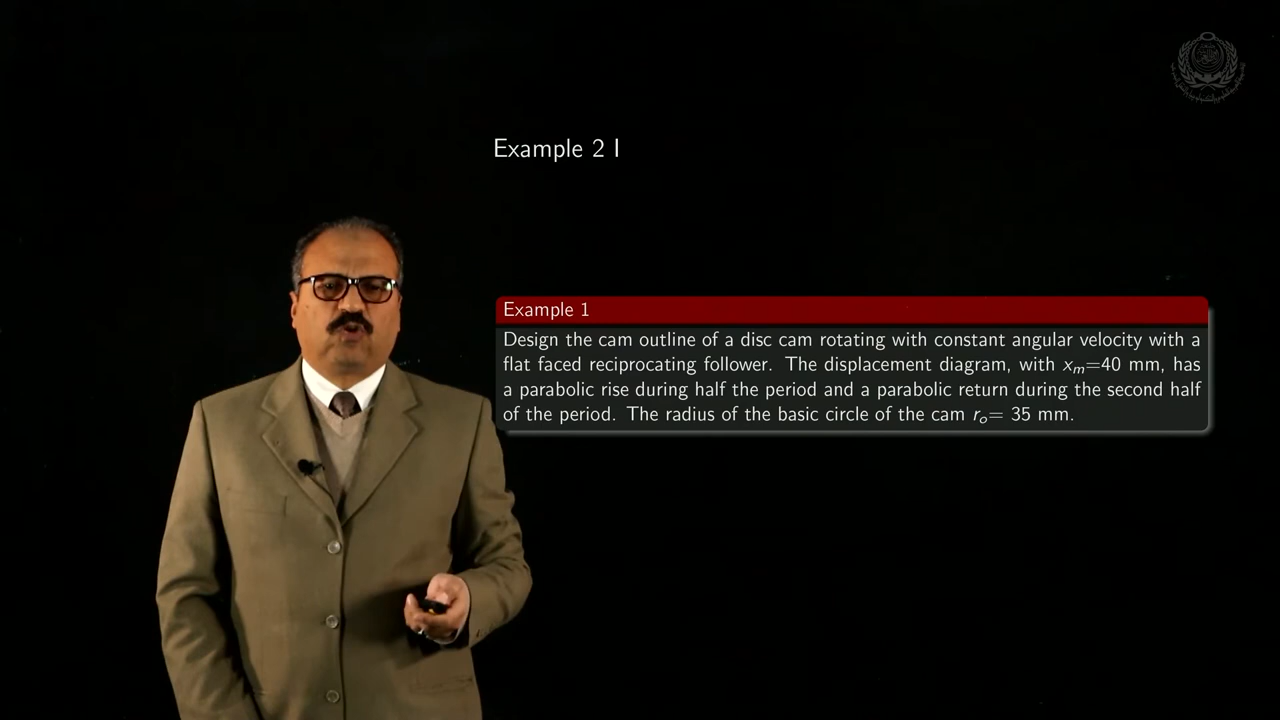 Example 2 I
Example 1
Design the cam outline of a disc cam rotating with constant angular velocity with a
flat faced reciprocating follower. The displacement diagram, with xm=40 mm, has
a parabolic rise during half the period and a parabolic return during the second half
of the period. The radius of the basic circle of the cam ro= 35 mm.